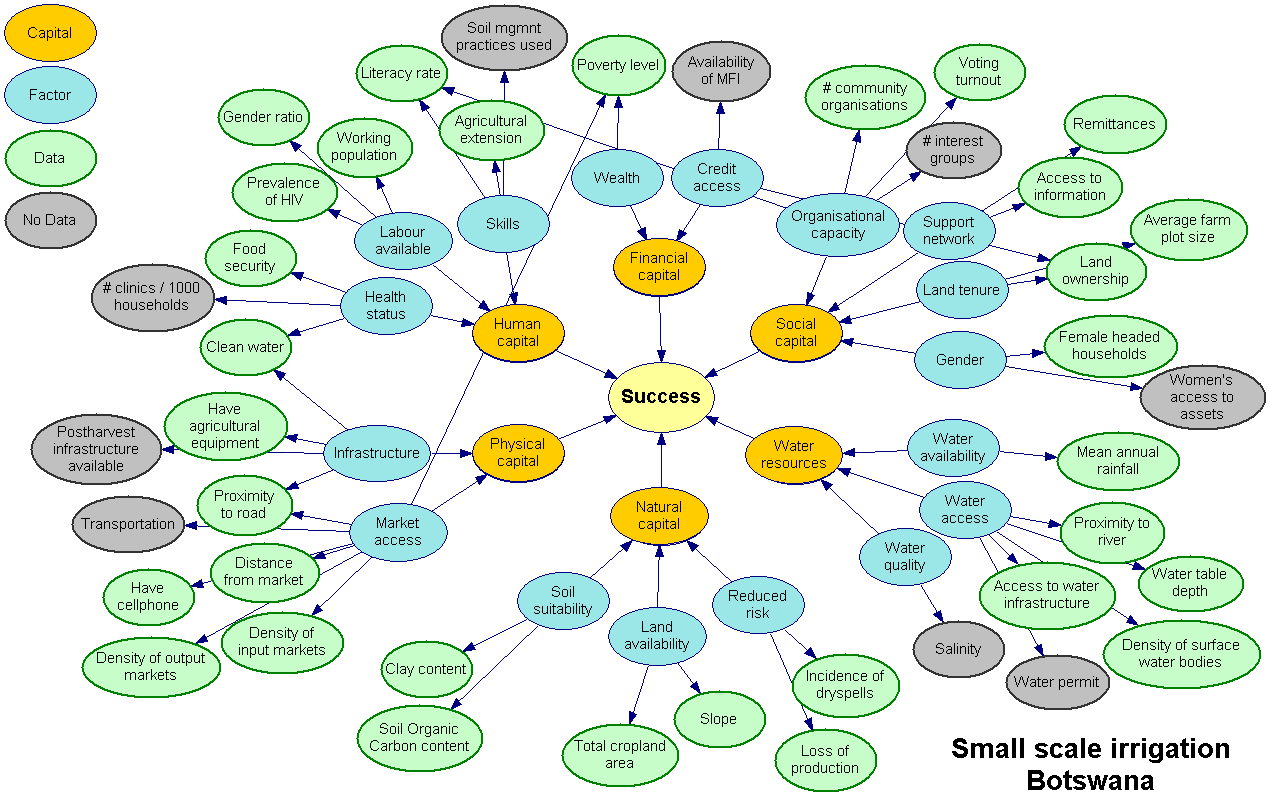 Capital
Factor
Data
No Data
Soil mgmnt
practices used
Literacy rate
Poverty level
Availability
of MFI
Voting
turnout
# community
organisations
Gender ratio
Working
population
Agricultural
extension
# interest
groups
Remittances
Prevalence
of HIV
Wealth
Credit
access
Access to
information
Labour
available
Skills
Organisational
capacity
Support
network
Average farm
plot size
Food
security
Financial
capital
Land
ownership
# clinics / 1000
households
Health
status
Land tenure
Human
capital
Social
capital
Clean water
Gender
Female headed
households
Success
Women's
access to
assets
Have
agricultural
equipment
Postharvest
infrastructure
available
Infrastructure
Physical
capital
Water
resources
Water
availability
Mean annual
rainfall
Proximity
to road
Transportation
Market
access
Natural
capital
Water
access
Proximity to
river
Water
quality
Distance
from market
Have
cellphone
Soil
suitability
Reduced
risk
Access to water
infrastructure
Water table
depth
Density of
input markets
Density of output
markets
Land
availability
Salinity
Density of surface
water bodies
Clay content
Water permit
Incidence of
dryspells
Soil Organic
Carbon content
Slope
Total cropland
area
Loss of
production
Small scale irrigation
Botswana